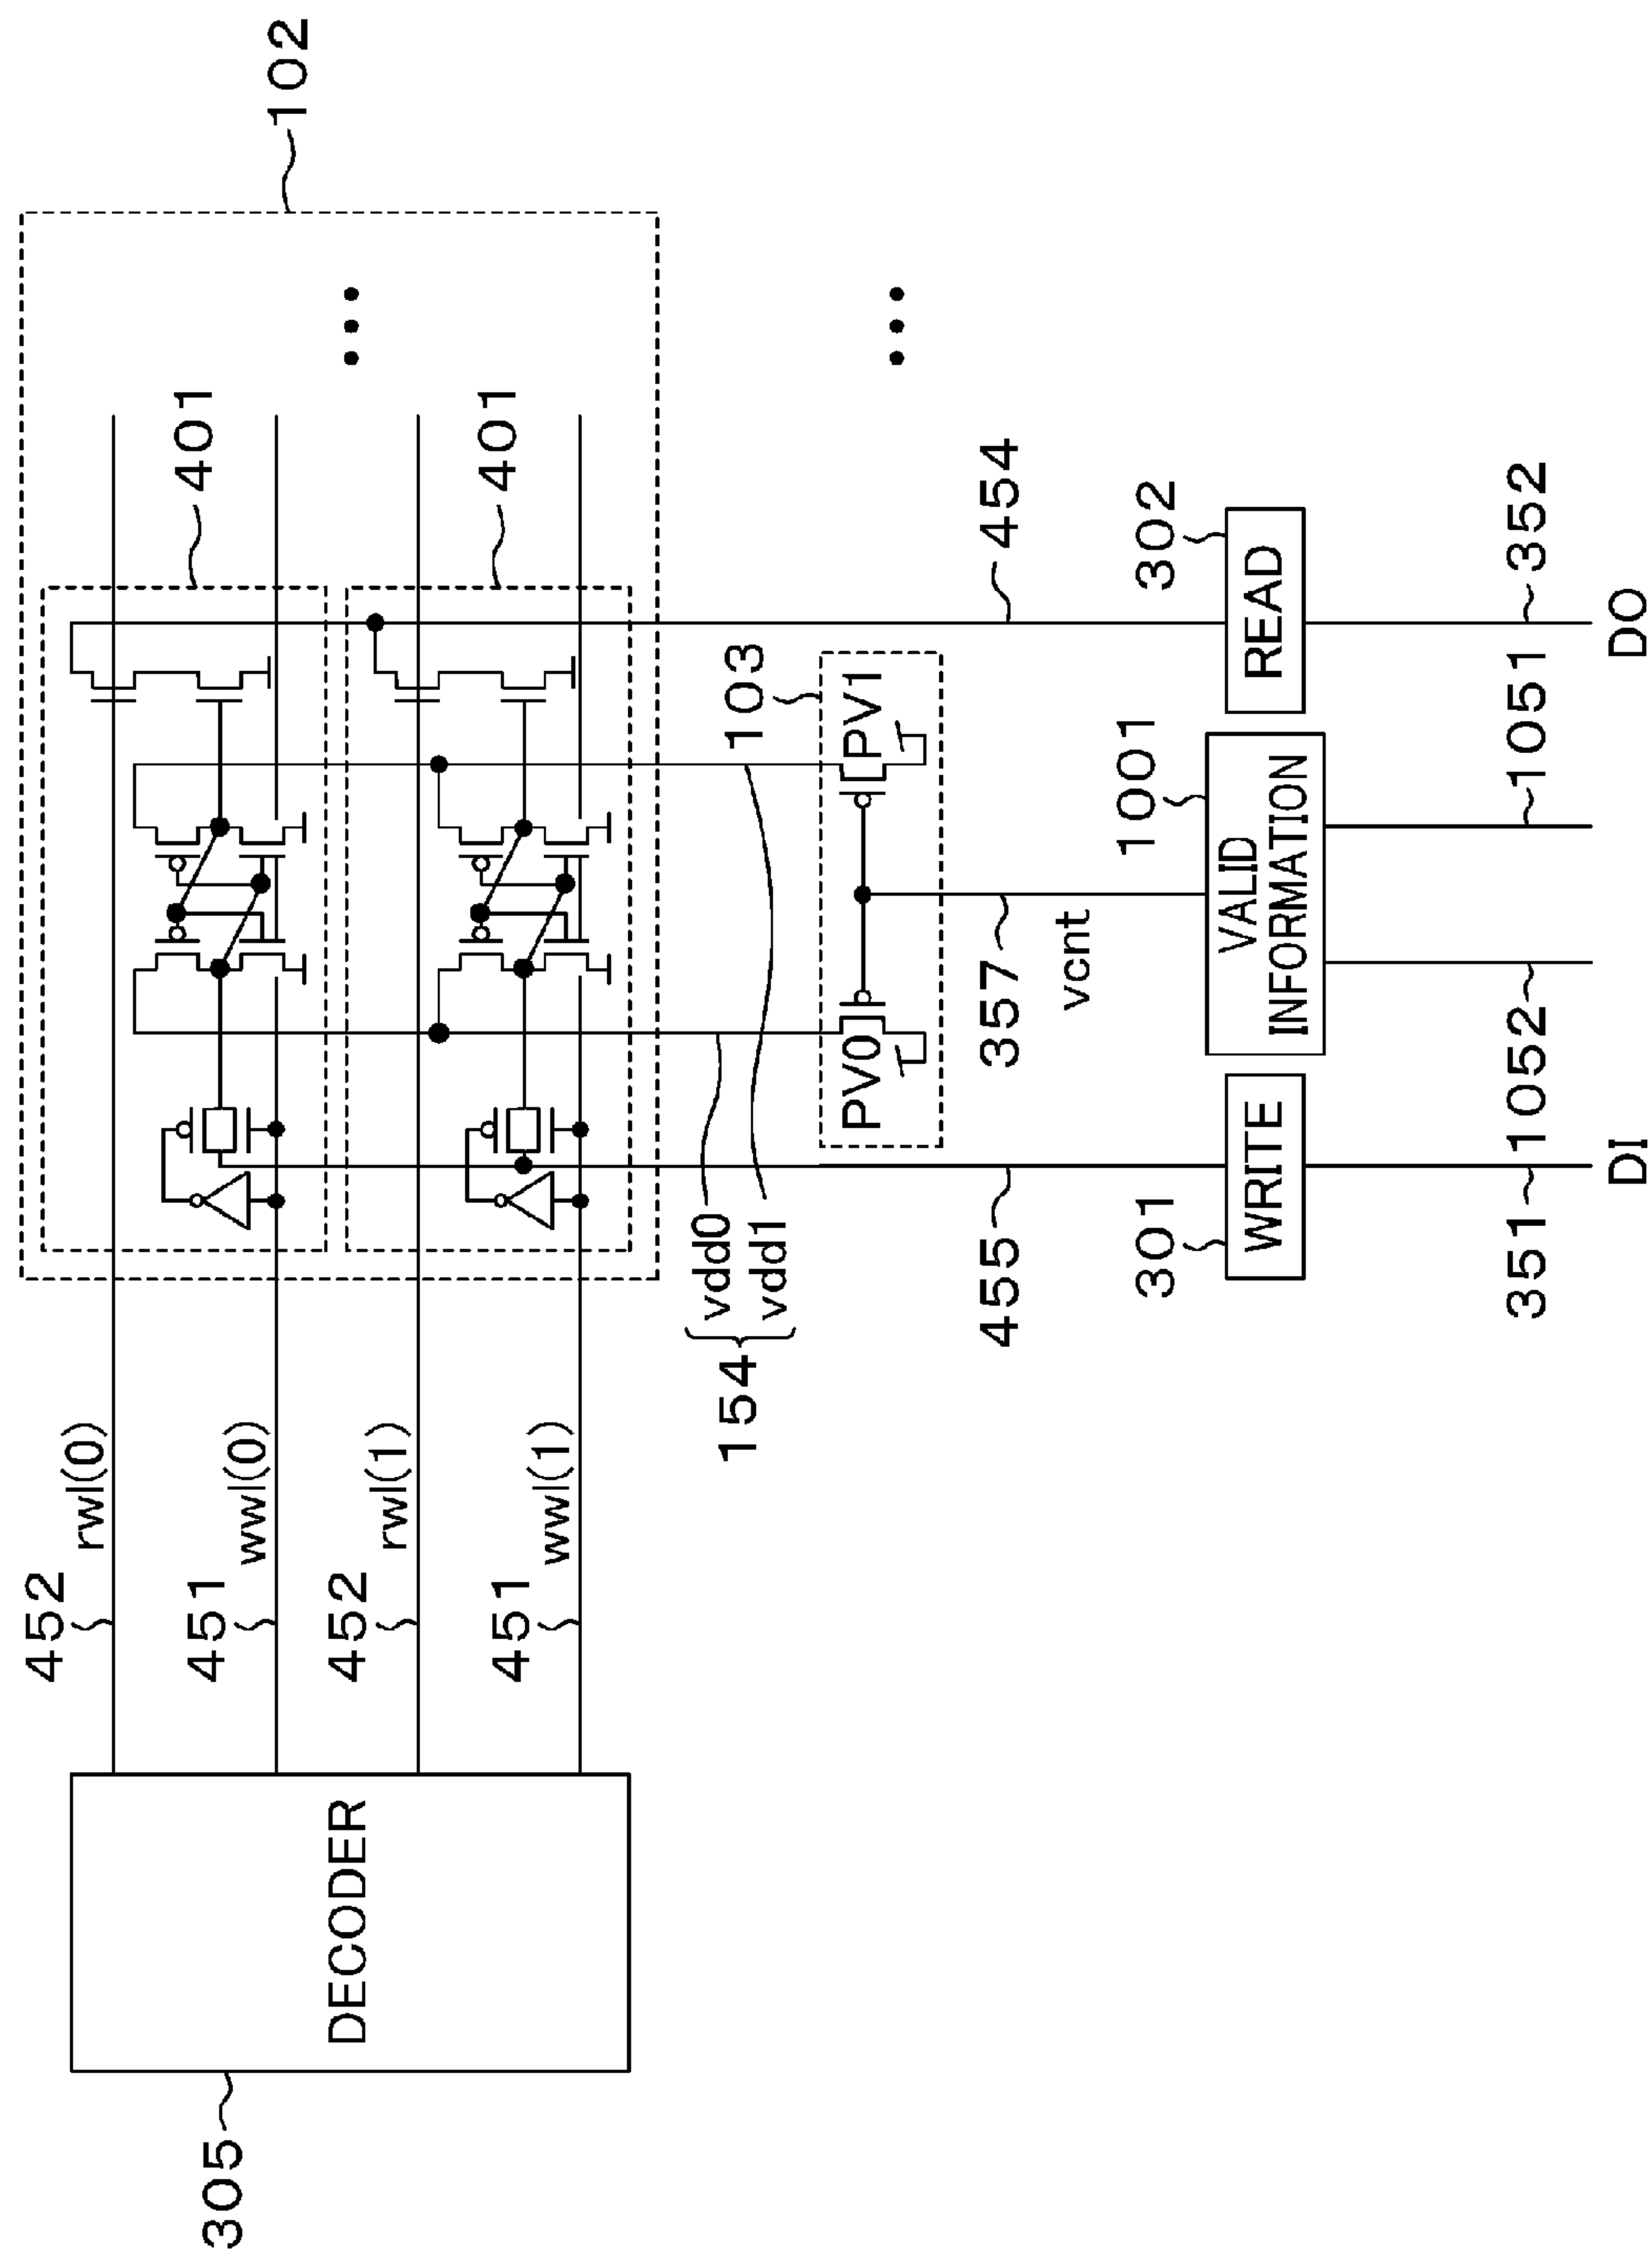 102
401
401
452
rwl(0)
451
wwl(0)
452
rwl(1)
451
wwl(1)
DECODER
305
154
vdd0
vdd1
103
PV0
PV1
455
357
vcnt
454
301
WRITE
1001
VALID
INFORMATION
302
READ
351
1052
1051
352
DI
DO